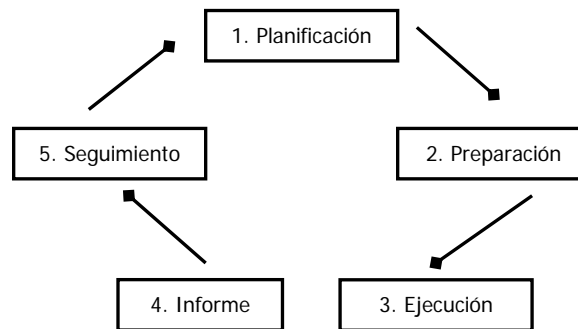 1. Planificación
2. Preparación
3. Ejecución
4. Informe
5. Seguimiento